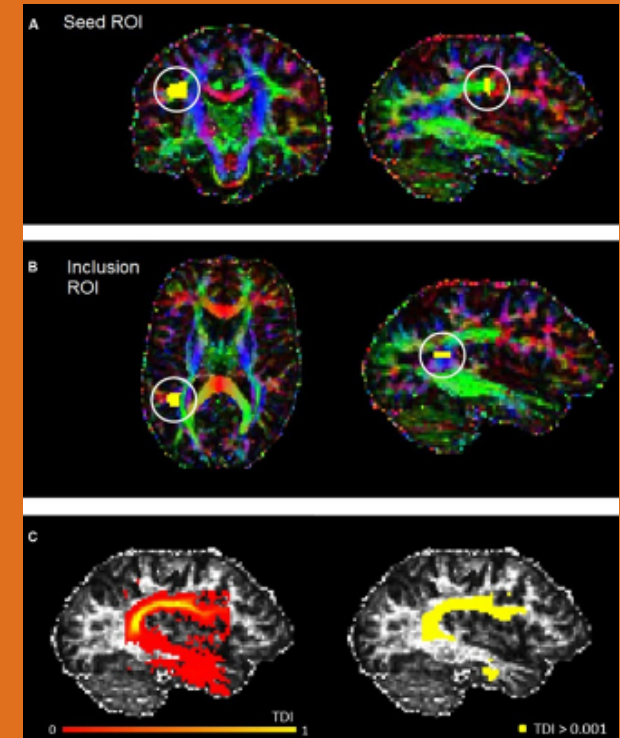 A Seed ROI
B Inclusion
ROI
C
TDI
0 1
TDI > 0.001